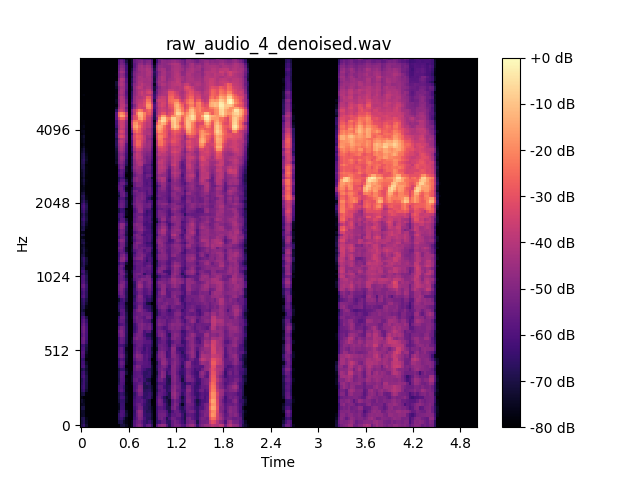 raw_audio_4_denoised.wav
+0 dB
-10 dB
-20 dB
-30 dB
-40 dB
-50 dB
-60 dB
-70 dB
-80 dB
4096
2048
1024
512
0
Hz
0 0.6 1.2 1.8 2.4 3 3.6 4.2 4.8
Time